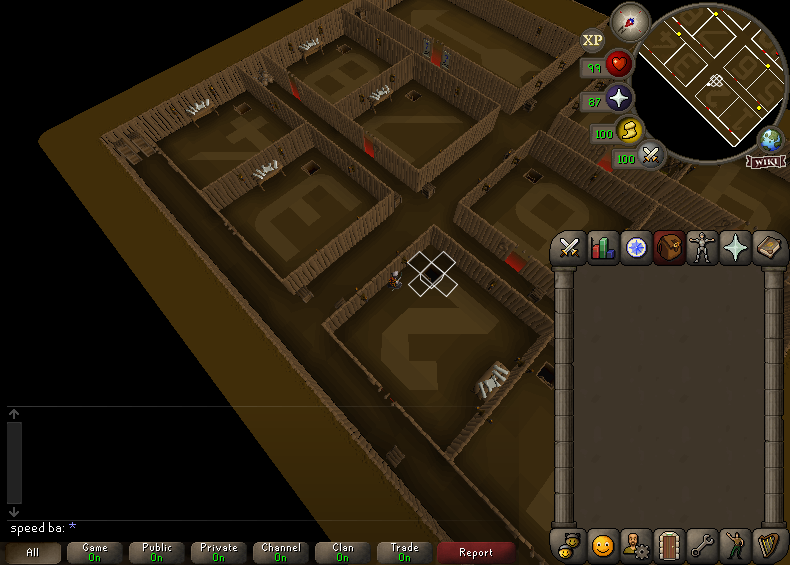 XP
99
67
100
100
WIKI
speed ba: *
All
Game
On
Public
On
Private
On
Channel
On
Clan
On
Trade
On
Report